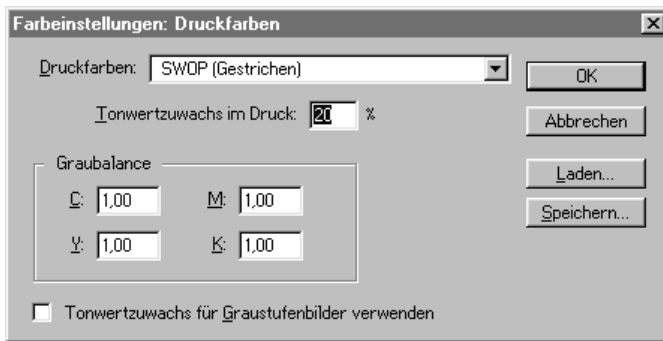 Farbeinstellungen: Druckfarben
Druckfarben: SWOP (Gestrichen)
OK
Tonwertzuwachs im Druck: 20 %
Abbrechen
Graubalance
C: 1,00 M: 1,00
Laden...
Y: 1,00 K: 1,00
Speichern...
Tonwertzuwachs für Graustufenbilder verwenden